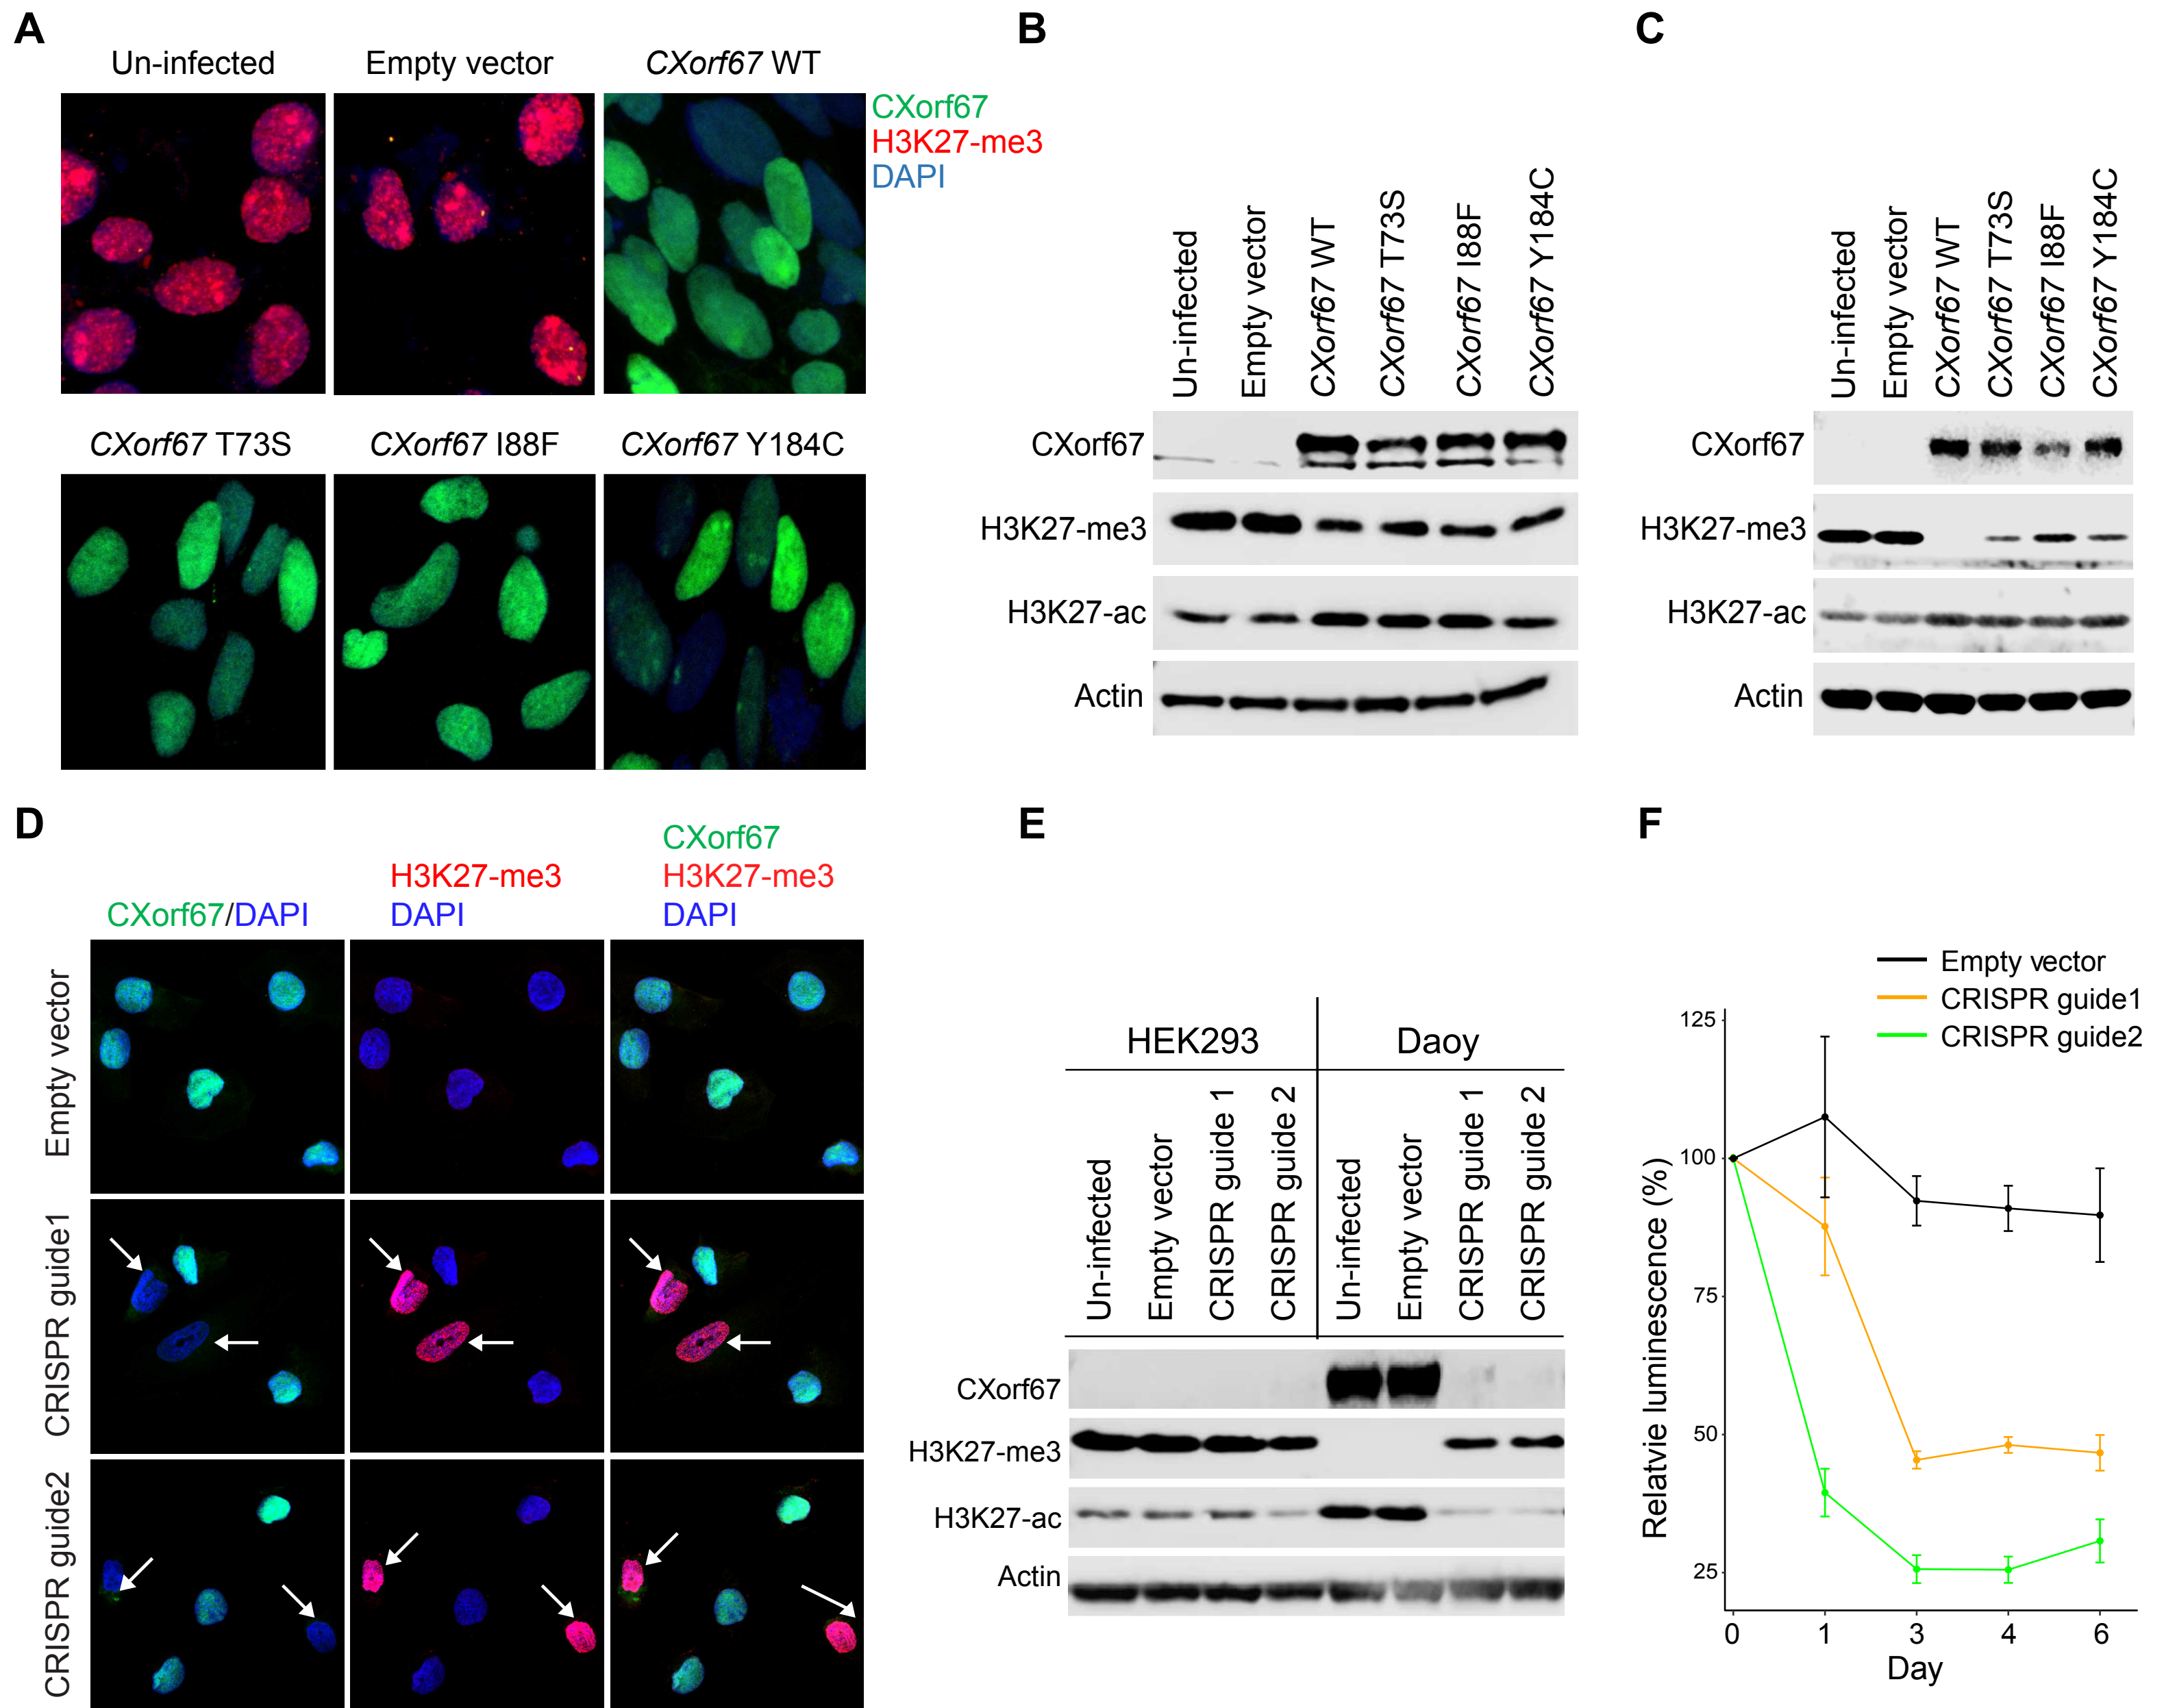 A
Un-infected
Empty vector
CXorf67 WT
CXorf67
H3K27-me3
DAPI
CXorf67 T73S
CXorf67 I88F
CXorf67 Y184C
B
Un-infected
Empty vector
CXorf67 WT
CXorf67 T73S
CXorf67 I88F
CXorf67 Y184C
CXorf67
H3K27-me3
H3K27-ac
Actin
C
Un-infected
Empty vector
CXorf67 WT
CXorf67 T73S
CXorf67 I88F
CXorf67 Y184C
CXorf67
H3K27-me3
H3K27-ac
Actin
D
CXorf67/DAPI
H3K27-me3
DAPI
CXorf67
H3K27-me3
DAPI
Empty vector
CRISPR guide1
CRISPR guide2
E
HEK293
Daoy
Un-infected
Empty vector
CRISPR guide 1
CRISPR guide 2
Un-infected
Empty vector
CRISPR guide 1
CRISPR guide 2
CXorf67
H3K27-me3
H3K27-ac
Actin
F
Empty vector
CRISPR guide1
CRISPR guide2
Relatvie luminescence (%)
125
100
75
50
25
0
1
3
4
6
Day